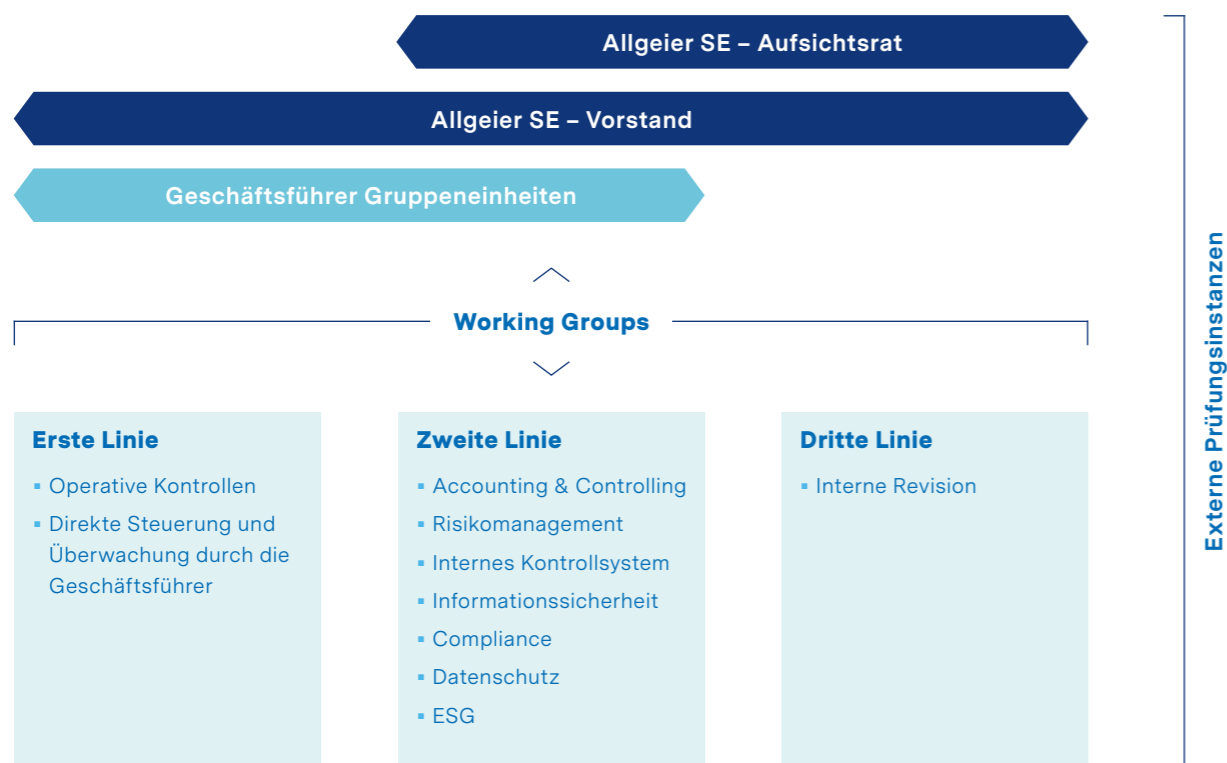 Allgeier SE – Aufsichtsrat
Allgeier SE – Vorstand
Geschäftsführer Gruppeneinheiten
Working Groups
Erste Linie
▪ Operative Kontrollen
▪ Direkte Steuerung und
Überwachung durch die
Geschäftsführer
Zweite Linie
▪ Accounting & Controlling
▪ Risikomanagement
▪ Internes Kontrollsystem
▪ Informationssicherheit
▪ Compliance
▪ Datenschutz
▪ ESG
Dritte Linie
▪ Interne Revision
Externe Prüfungsinstanzen